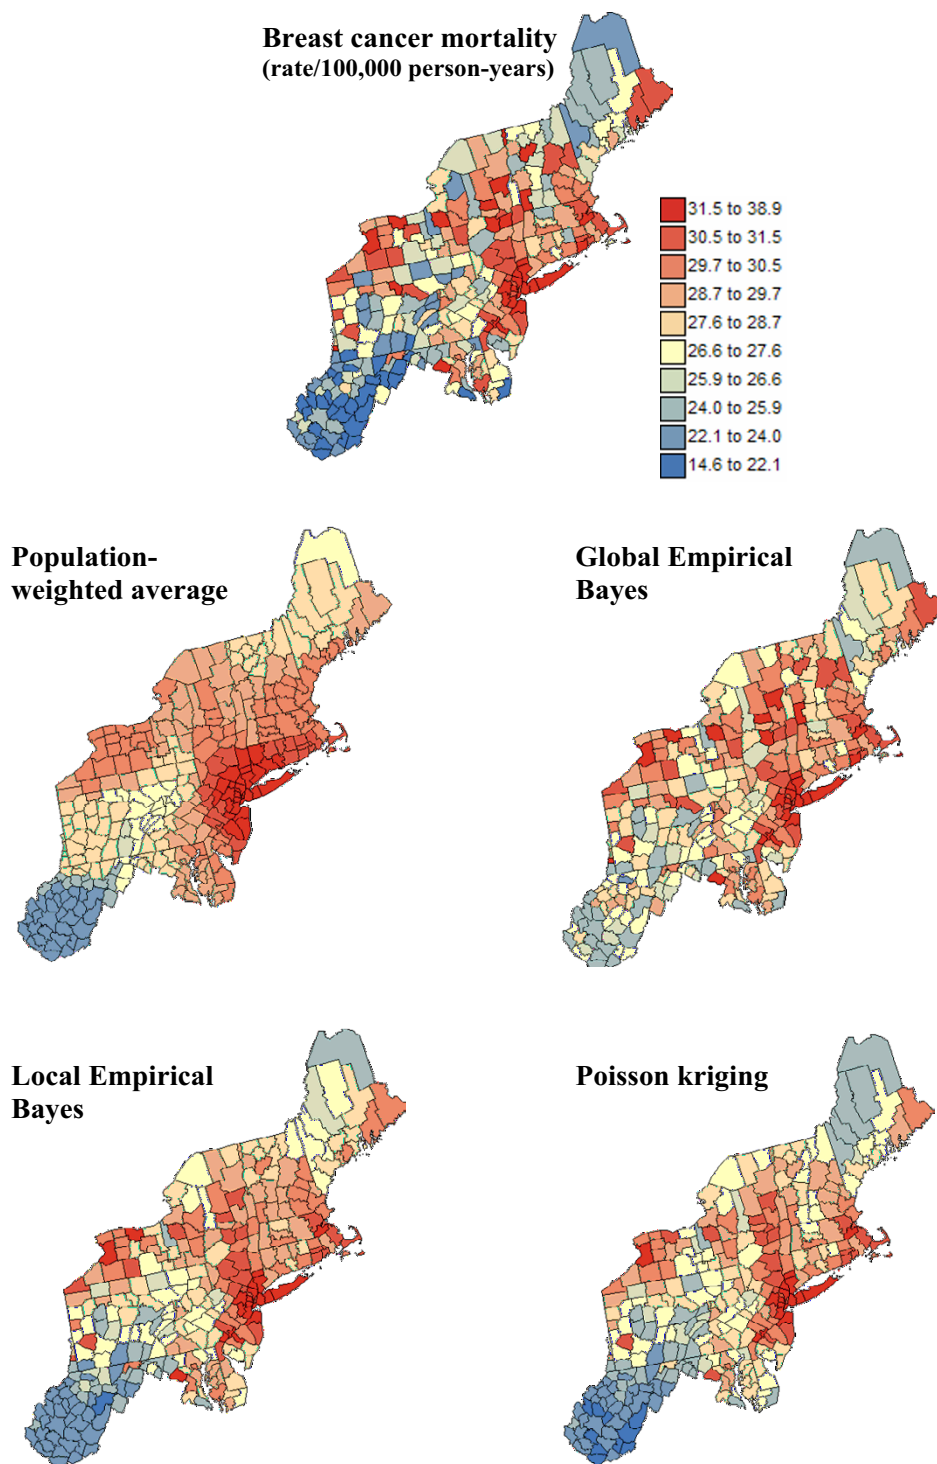 Breast cancer mortality
(rate/100,000 person-years)
31.5 to 38.9
30.5 to 31.5
29.7 to 30.5
28.7 to 29.7
27.6 to 28.7
26.6 to 27.6
25.9 to 26.6
24.0 to 25.9
22.1 to 24.0
14.6 to 22.1
Population-
weighted average
Global Empirical
Bayes
Local Empirical
Bayes
Poisson kriging